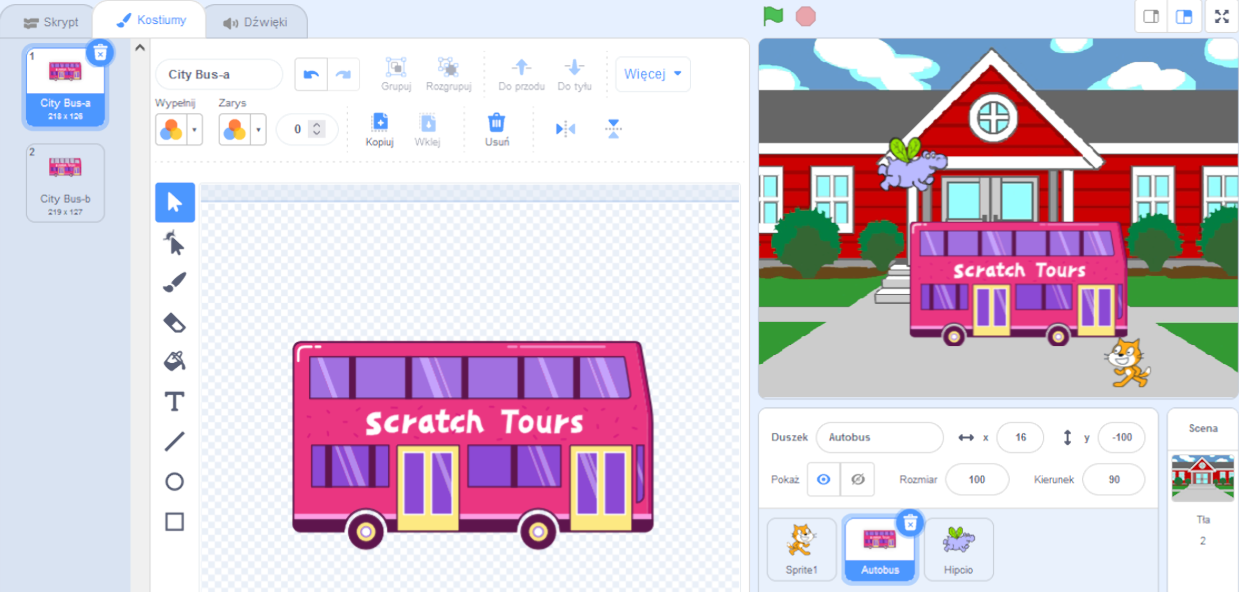 Skrypt
Kostiumy
Dźwięki
1
City Bus-a
218 x 126
2
City Bus-b
219 x 127
City Bus-a
Grupuj
Rozgrupuj
Do przodu
Do tyłu
Więcej
Wypełnij
Zarys
0
Kopiuj
Wklej
Usuń
Scratch Tours
Scratch Tours
Duszek
Autobus
x
16
y
-100
Pokaż
Rozmiar
100
Kierunek
90
Sprite1
Autobus
Hipcio
Scena
Tła
2